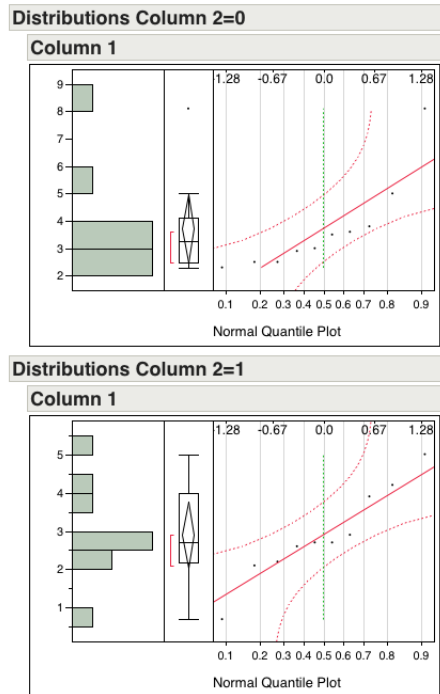 Distributions Column 2=0
Column 1
-1.28 -0.67 0.0 0.67 1.28
9
8
7
6
5
4
3
2
0.1 0.2 0.3 0.4 0.5 0.6 0.7 0.8 0.9
Normal Quantile Plot
Distributions Column 2=1
Column 1
-1.28 -0.67 0.0 0.67 1.28
5
4
3
2
1
0.1 0.2 0.3 0.4 0.5 0.6 0.7 0.8 0.9
Normal Quantile Plot